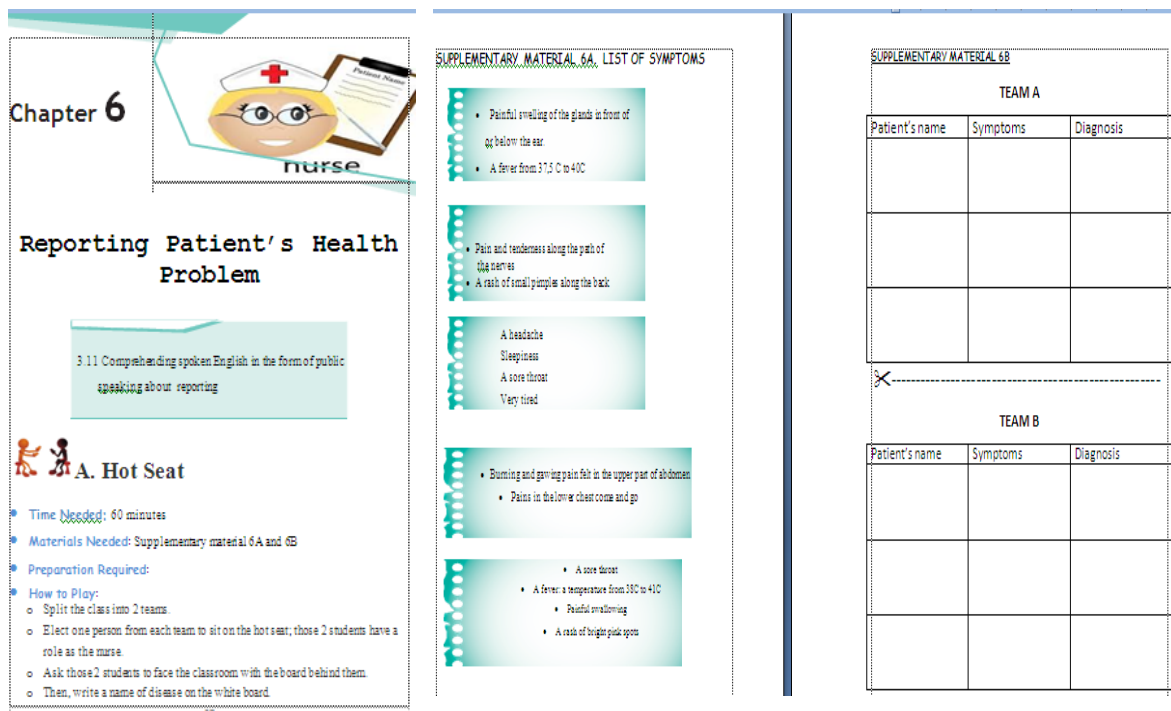 Chapter 6
Patient Name
nurse
Reporting Patient's Health
Problem
3.11 Comprehending spoken English in the form of public
speaking about reporting
A. Hot Seat
Time Needed: 60 minutes
Materials Needed: Supplementary material 6A and 6B
Preparation Required:
How to Play:
o Split the class into 2 teams.
o Elect one person from each team to sit on the hot seat; those 2 students have a
role as the nurse.
o Ask those 2 students to face the classroom with the board behind them.
o Then, write a name of disease on the white board.
SUPPLEMENTARY MATERIAL 6A. LIST OF SYMPTOMS
• Painful swelling of the glands in front of
or below the ear.
• A fever from 37,5 C to 40C
• Pain and tenderness along the path of
the nerves
• A rash of small pimples along the back
A headache
Sleepiness
A sore throat
Very tired
• Burning and gawing pain felt in the upper part of abdomen
• Pains in the lower chest come and go
• A sore throat
• A fever: a temperature from 38C to 41C
• Painful swallowing
• A rash of bright pink spots
SUPPLEMENTARY MATERIAL 6B
TEAM A
Patient's name Symptoms Diagnosis
TEAM B
Patient's name Symptoms Diagnosis